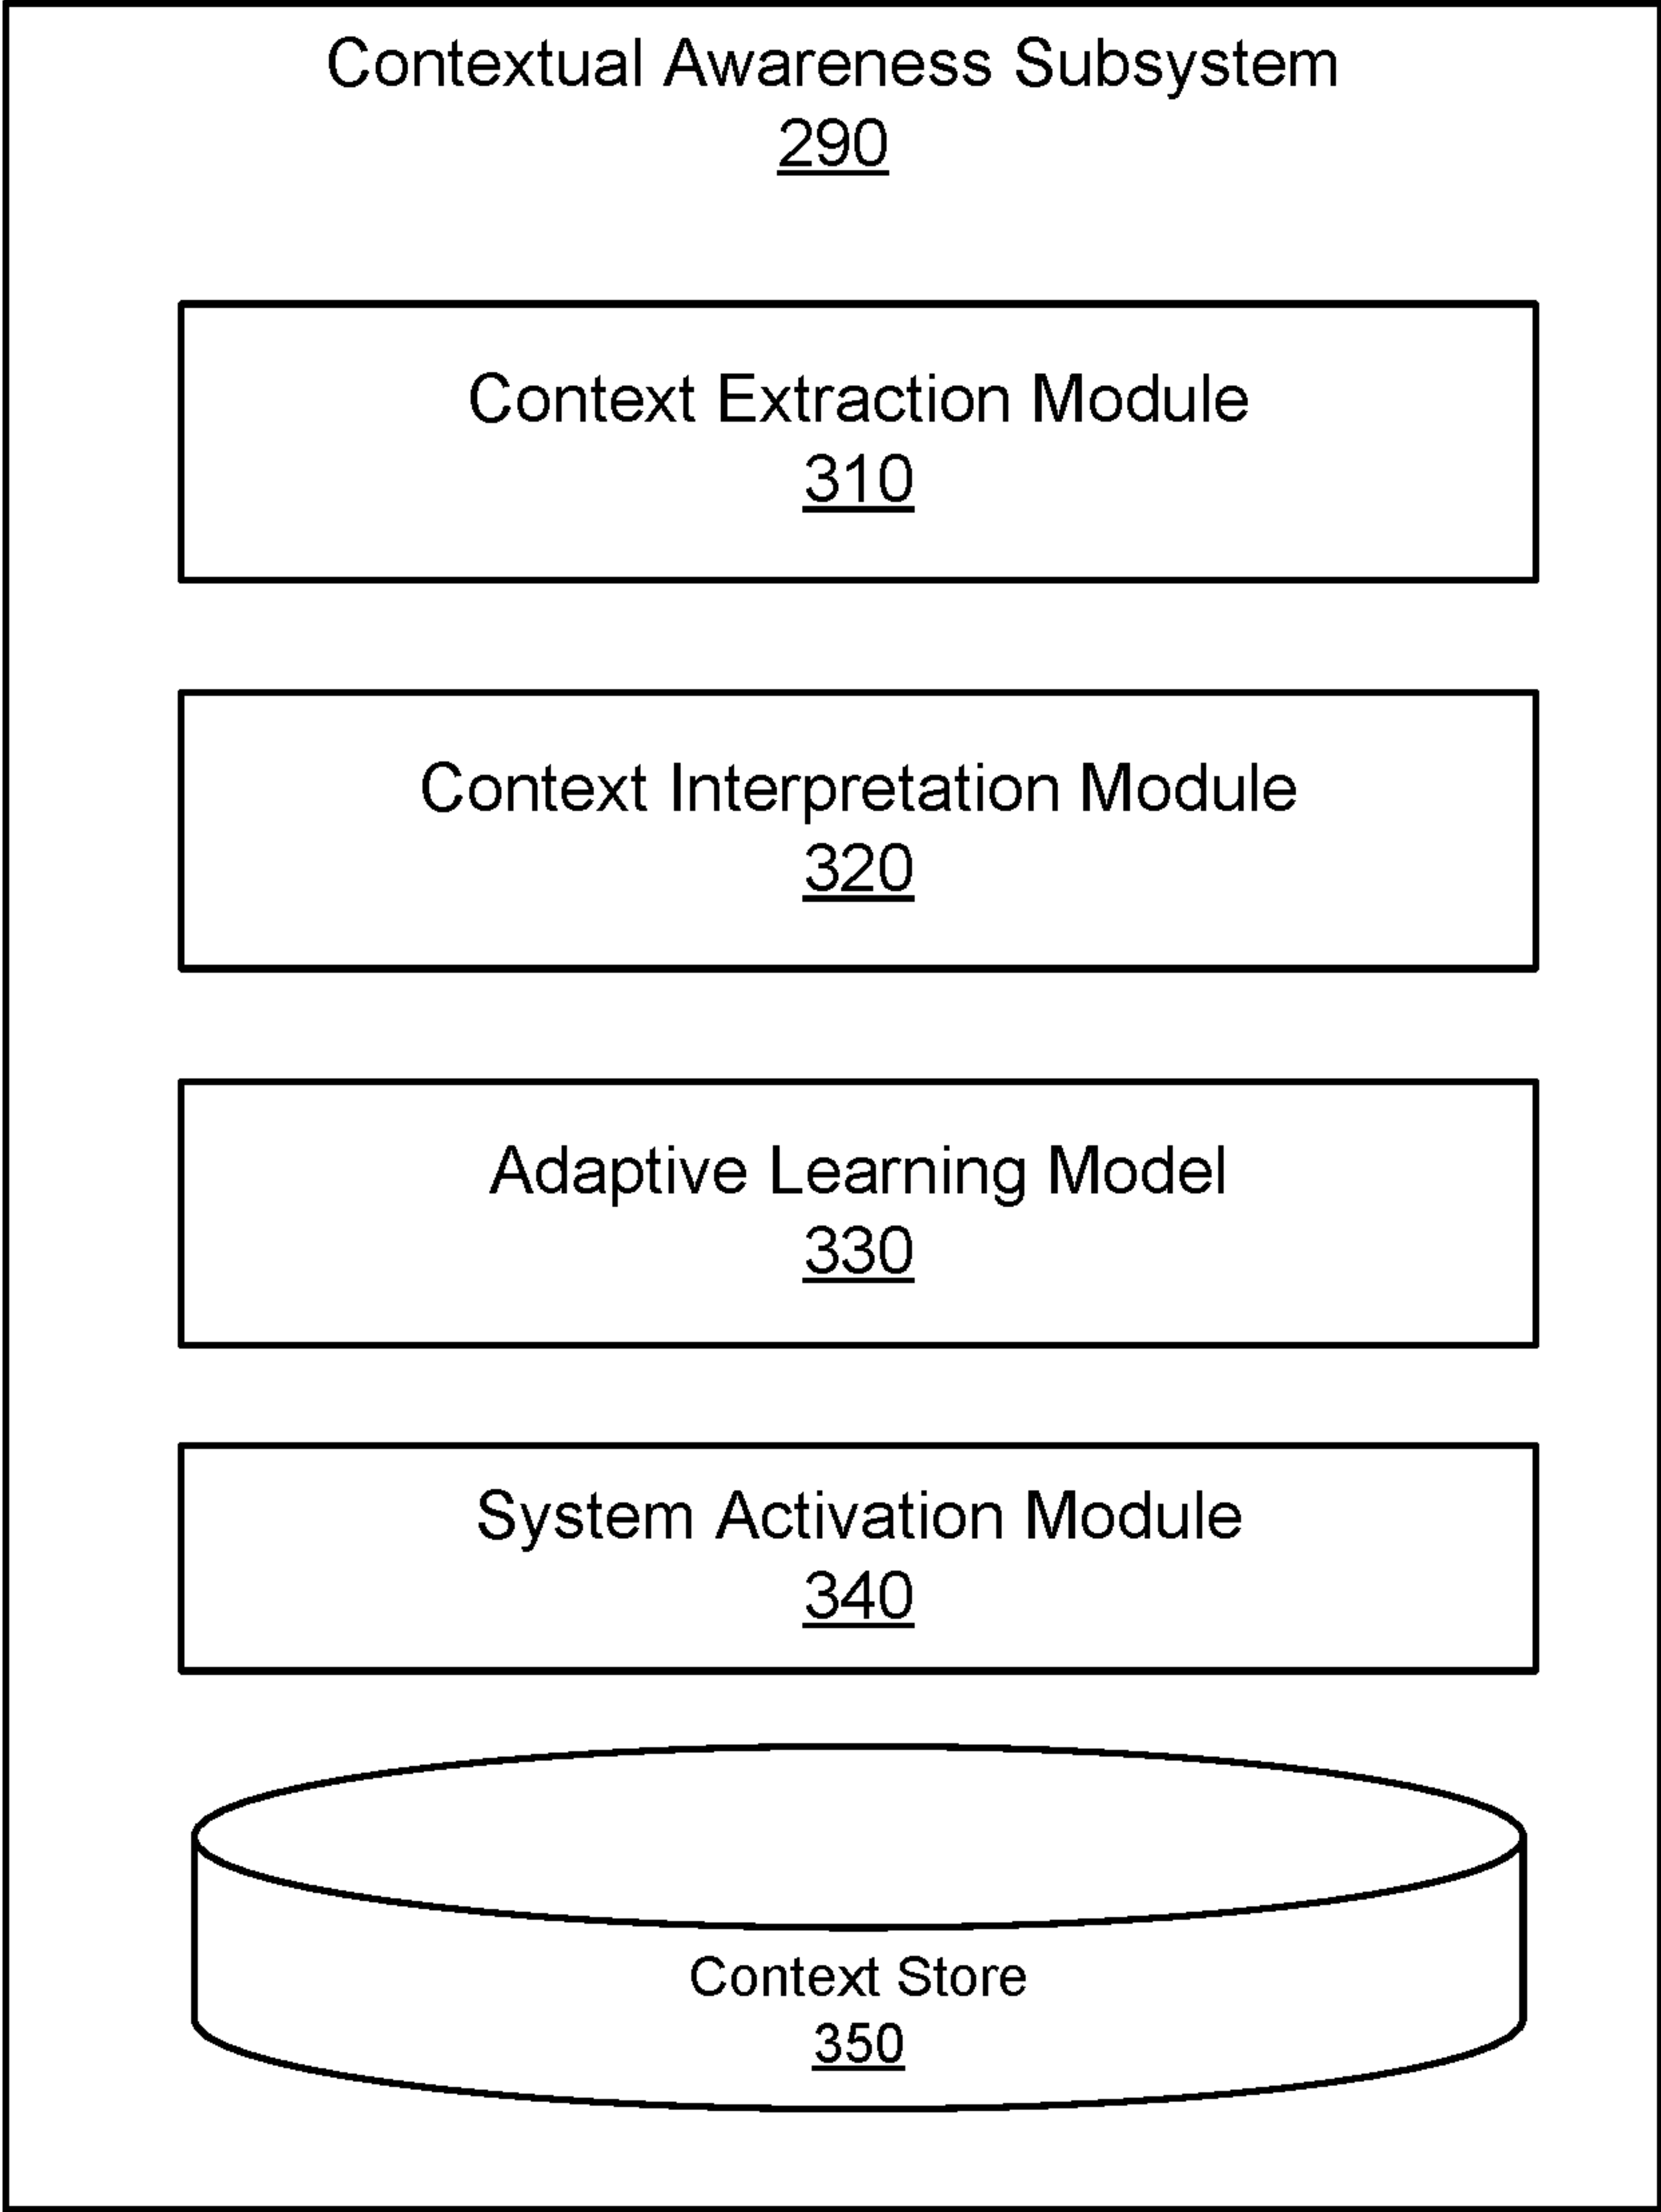 Contextual Awareness Subsystem
290
Context Extraction Module
310
Context Interpretation Module
320
Adaptive Learning Model
330
System Activation Module
340
Context Store
350